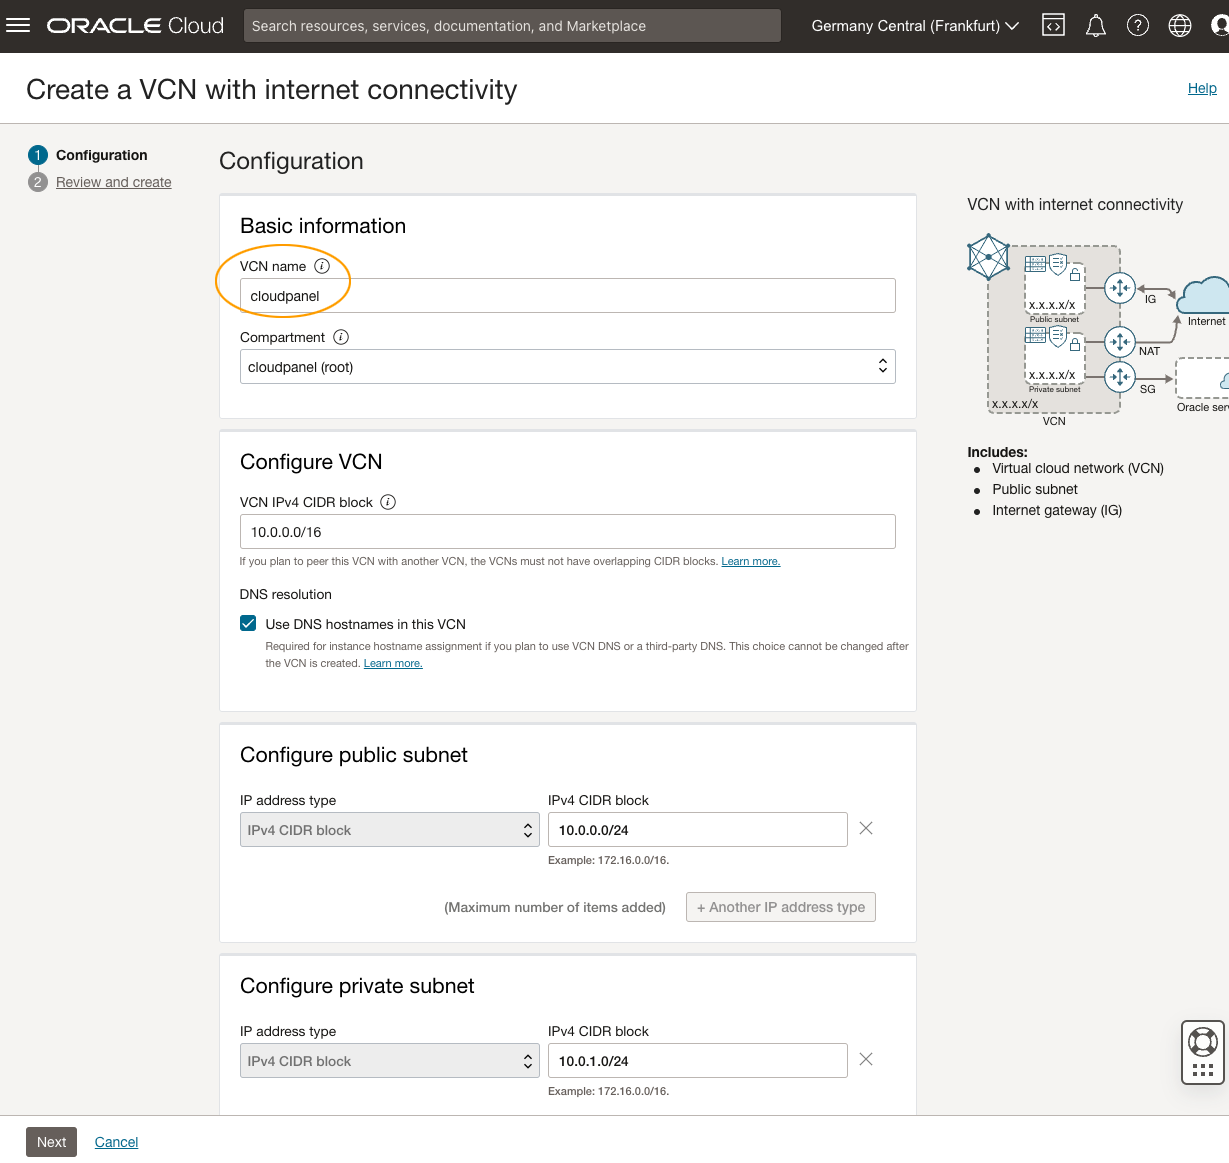 ORACLE Cloud
Search resources, services, documentation, and Marketplace
Germany Central (Frankfurt)
Create a VCN with internet connectivity
Help
1 Configuration
2 Review and create
Configuration
Basic information
VCN name
cloudpanel
Compartment
cloudpanel (root)
Configure VCN
VCN IPv4 CIDR block
10.0.0.0/16
If you plan to peer this VCN with another VCN, the VCNs must not have overlapping CIDR blocks. Learn more.
DNS resolution
Use DNS hostnames in this VCN
Required for instance hostname assignment if you plan to use VCN DNS or a third-party DNS. This choice cannot be changed after
the VCN is created. Learn more.
Configure public subnet
IP address type
IPv4 CIDR block
IPv4 CIDR block
10.0.0.0/24
Example: 172.16.0.0/16.
(Maximum number of items added)
+ Another IP address type
Configure private subnet
IP address type
IPv4 CIDR block
IPv4 CIDR block
10.0.1.0/24
Example: 172.16.0.0/16.
VCN with internet connectivity
x.x.x.x/x
Public subnet
IG
Internet
x.x.x.x/x
Private subnet
NAT
SG
Oracle ser
x.x.x.x/x
VCN
Includes:
Virtual cloud network (VCN)
Public subnet
Internet gateway (IG)
Next
Cancel